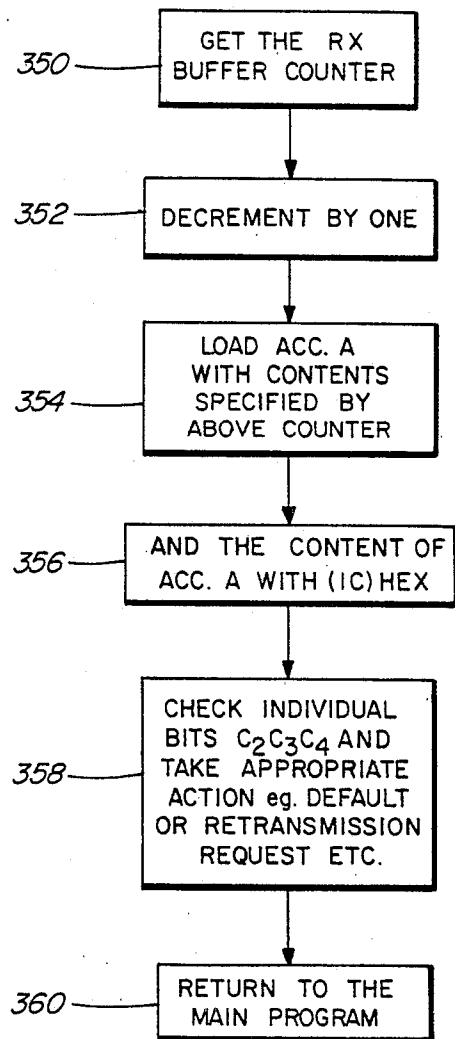 350
GET THE RX
BUFFER COUNTER
352
DECREMENT BY ONE
354
LOAD ACC. A
WITH CONTENTS
SPECIFIED BY
ABOVE COUNTER
356
AND THE CONTENT OF
ACC. A WITH (IC) HEX
358
CHECK INDIVIDUAL
BITS C₂C₃C₄ AND
TAKE APPROPRIATE
ACTION eg. DEFAULT
OR RETRANSMISSION
REQUEST ETC.
360
RETURN TO THE
MAIN PROGRAM